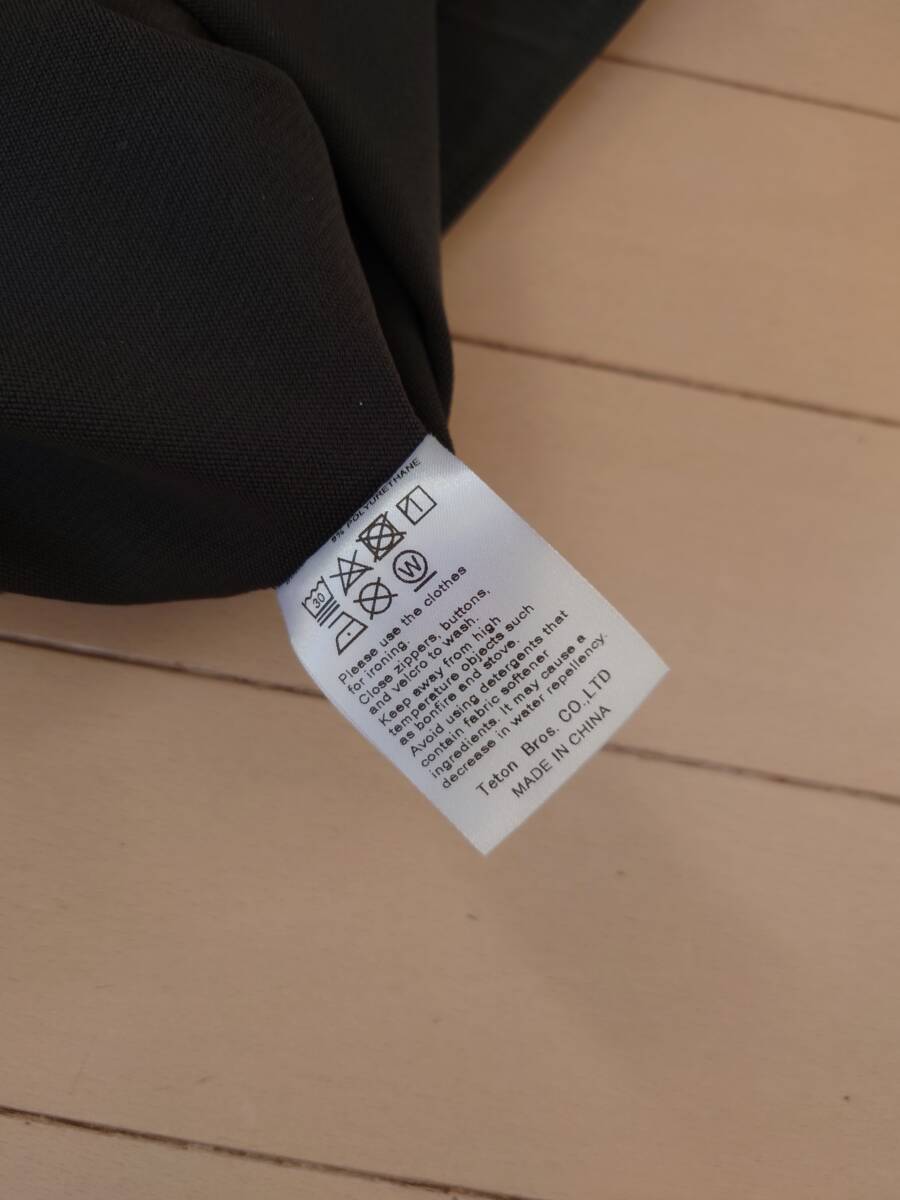 9% POLYURETHANE
30
W
Please use the clothes
for ironing.
Close zippers, buttons,
and velcro to wash.
Keep away from high
temperature objects such
as bonfire and stove.
Avoid using detergents that
contain fabric softener
ingredients. It may cause a
decrease in water repellency.
Teton Bros. CO.,LTD
MADE IN CHINA